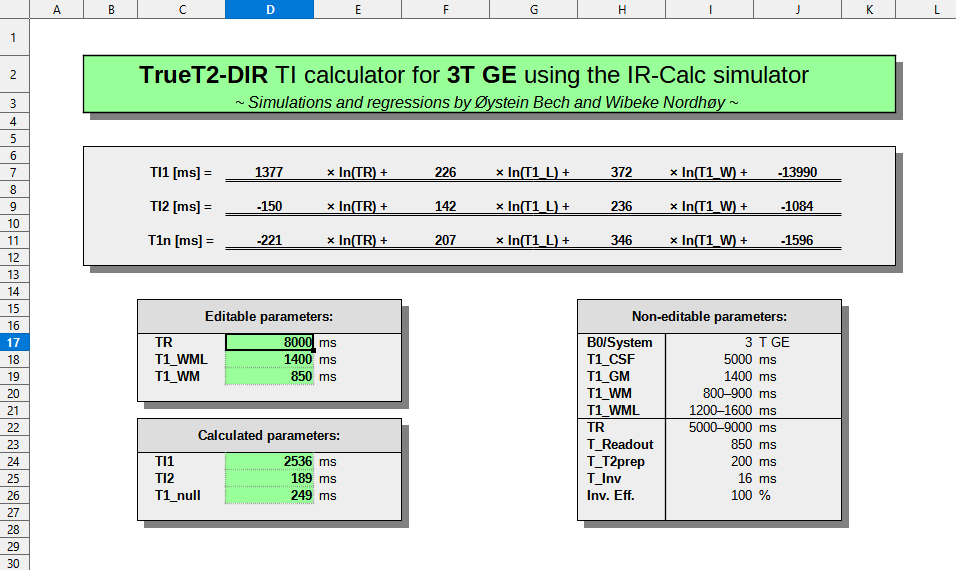 A B C D E F G H I J K L
1
2 TrueT2-DIR TI calculator for 3T GE using the IR-Calc simulator
3 ~ Simulations and regressions by Øystein Bech and Wibeke Nordhøy ~
4
5
6
7 TI1 [ms] = 1377 × ln(TR) + 226 × ln(T1_L) + 372 × ln(T1_W) + -13990
8
9 TI2 [ms] = -150 × ln(TR) + 142 × ln(T1_L) + 236 × ln(T1_W) + -1084
10
11 T1n [ms] = -221 × ln(TR) + 207 × ln(T1_L) + 346 × ln(T1_W) + -1596
12
13
14
15
16
Editable parameters: Non-editable parameters:
17 TR 8000 ms B0/System 3 T GE
18 T1_WML 1400 ms T1_CSF 5000 ms
19 T1_WM 850 ms T1_GM 1400 ms
20 T1_WM 800–900 ms
21 T1_WML 1200–1600 ms
22 TR 5000–9000 ms
Calculated parameters:
23 T_Readout 850 ms
24 TI1 2536 ms T_T2prep 200 ms
25 TI2 189 ms T_Inv 16 ms
26 T1_null 249 ms Inv. Eff. 100 %
27
28
29
30